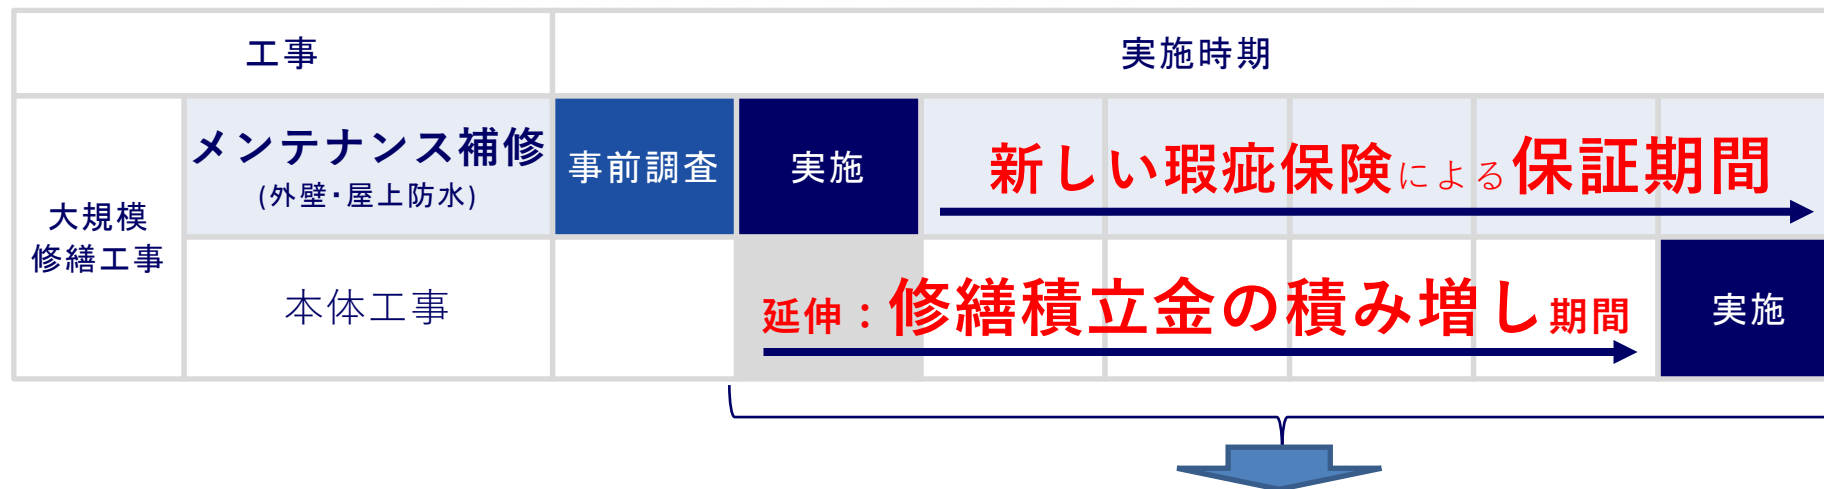 工事
実施時期
大規模
修繕工事
メンテナンス補修
(外壁・屋上防水)
事前調査
実施
新しい瑕疵保険による保証期間
本体工事
延伸：修繕積立金の積み増し期間
実施